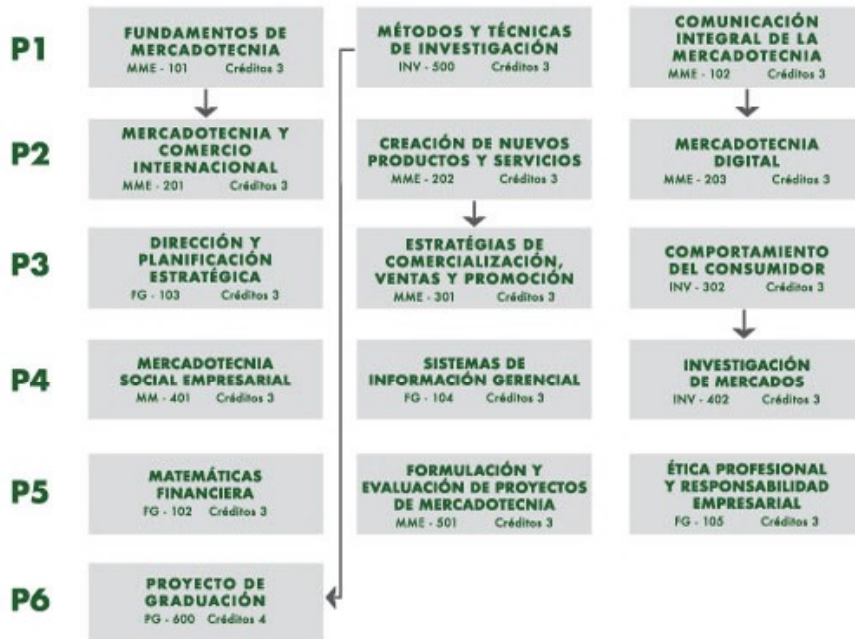 P1
FUNDAMENTOS DE
MERCADOTECNIA
MME - 101 Créditos 3
MÉTODOS Y TÉCNICAS
DE INVESTIGACIÓN
INV - 500 Créditos 3
COMUNICACIÓN
INTEGRAL DE LA
MERCADOTECNIA
MME - 102 Créditos 3
P2
MERCADOTECNIA Y
COMERCIO
INTERNACIONAL
MME - 201 Créditos 3
CREACIÓN DE NUEVOS
PRODUCTOS Y SERVICIOS
MME - 202 Créditos 3
MERCADOTECNIA
DIGITAL
MME - 203 Créditos 3
P3
DIRECCIÓN Y
PLANIFICACIÓN
ESTRATÉGICA
FG - 103 Créditos 3
ESTRATÉGIAS DE
COMERCIALIZACIÓN,
VENTAS Y PROMOCIÓN
MME - 301 Créditos 3
COMPORTAMIENTO
DEL CONSUMIDOR
INV - 302 Créditos 3
P4
MERCADOTECNIA
SOCIAL EMPRESARIAL
MM - 401 Créditos 3
SISTEMAS DE
INFORMACIÓN GERENCIAL
FG - 104 Créditos 3
INVESTIGACIÓN
DE MERCADOS
INV - 402 Créditos 3
P5
MATEMÁTICAS
FINANCIERA
FG - 102 Créditos 3
FORMULACIÓN Y
EVALUACIÓN DE PROYECTOS
DE MERCADOTECNIA
MME - 501 Créditos 3
ÉTICA PROFESIONAL
Y RESPONSABILIDAD
EMPRESARIAL
FG - 105 Créditos 3
P6
PROYECTO DE
GRADUACIÓN
PG - 600 Créditos 4